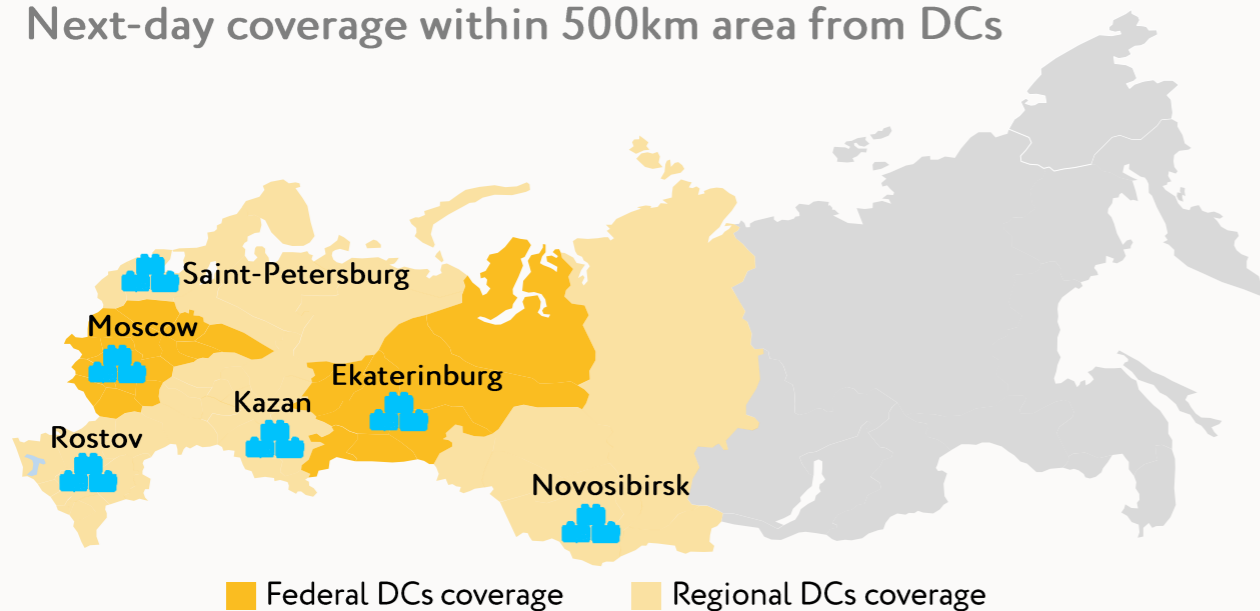 Next-day coverage within 500km area from DCs
Saint-Petersburg
Moscow
Ekaterinburg
Kazan
Rostov
Novosibirsk
Federal DCs coverage
Regional DCs coverage